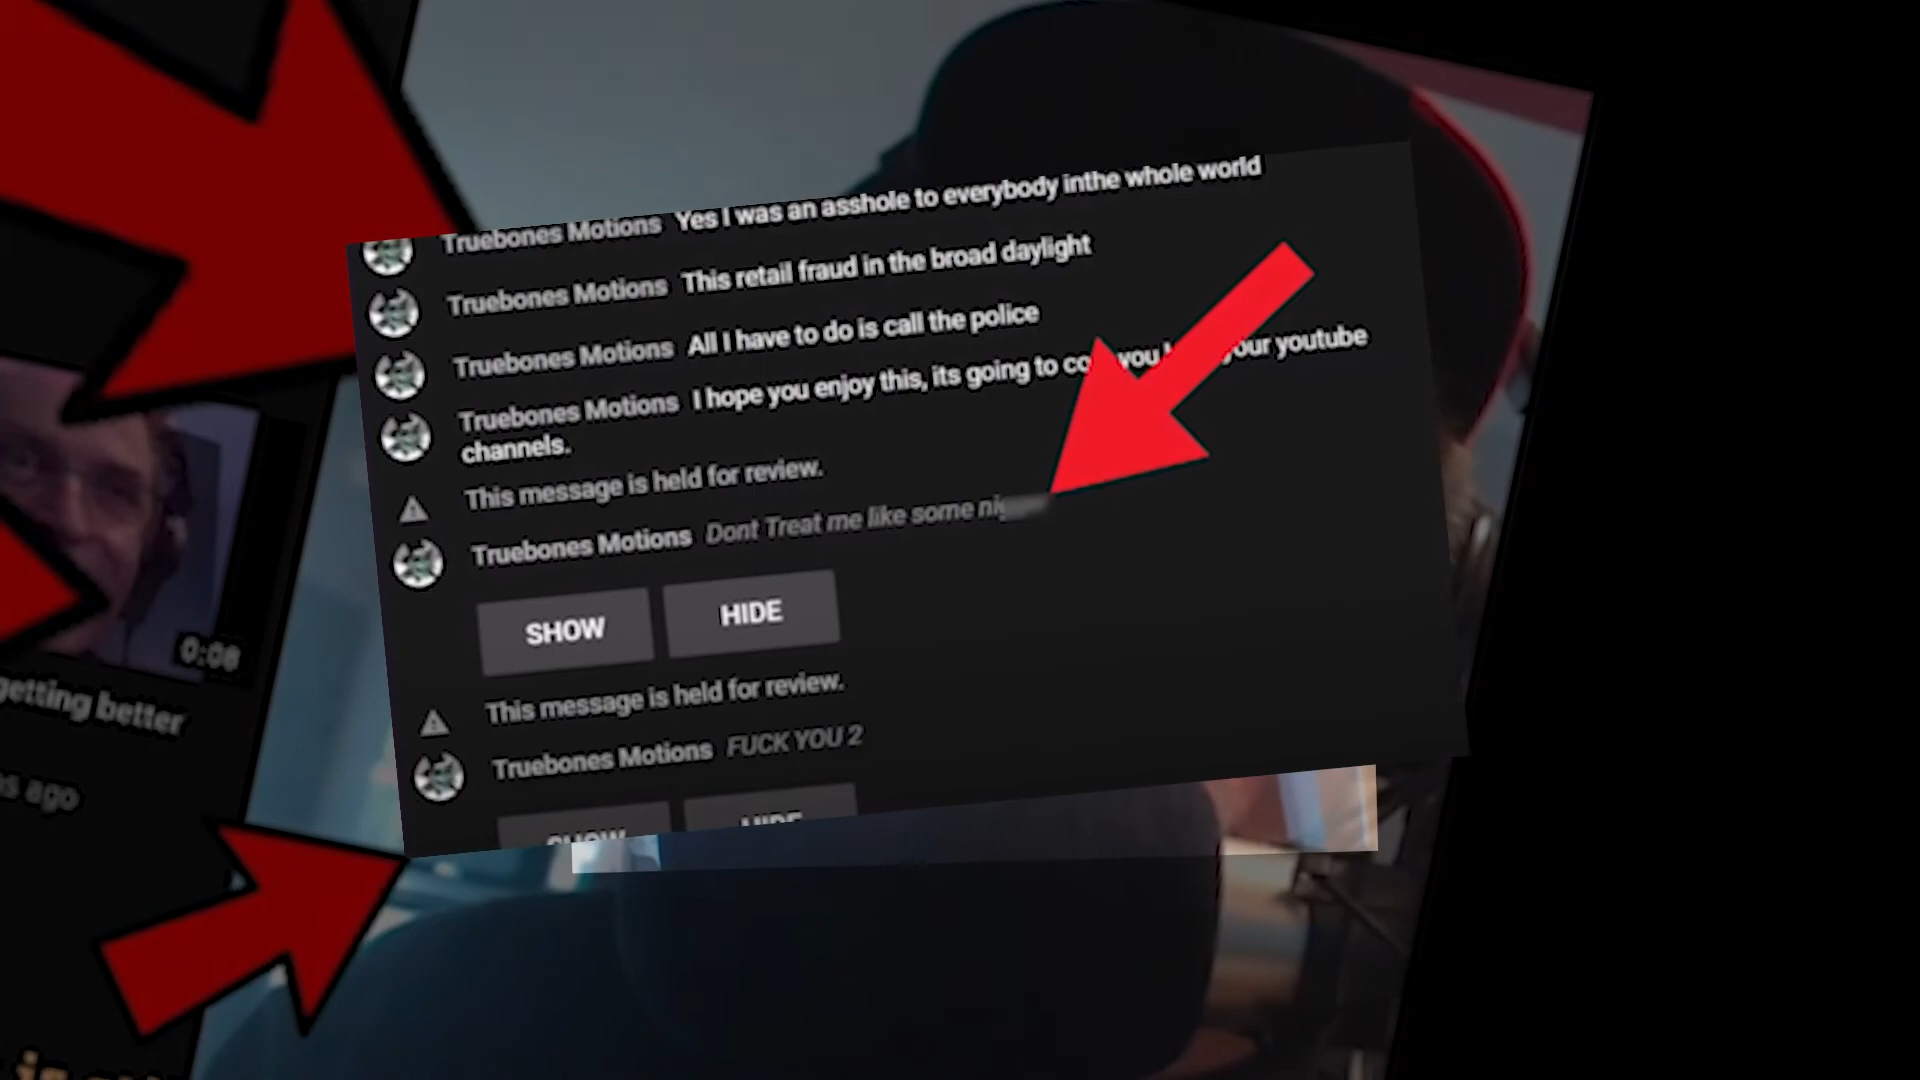 Truebones Motions Yes I was an asshole to everybody inthe whole world
Truebones Motions This retail fraud in the broad daylight
Truebones Motions All I have to do is call the police
Truebones Motions I hope you enjoy this, its going to you your youtube
channels.
This message is held for review.
Truebones Motions Dont Treat me like some
SHOW HIDE
This message is held for review.
Truebones Motions FUCK YOU 2
SHOW HIDE
0:08
getting better
ago